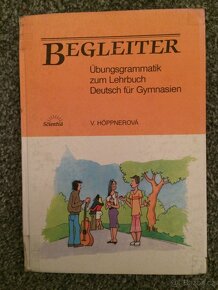 BEGLEITER
Übungsgrammatik
zum Lehrbuch
Deutsch für Gymnasien
Scientia
V. HÖPPNEROVÁ